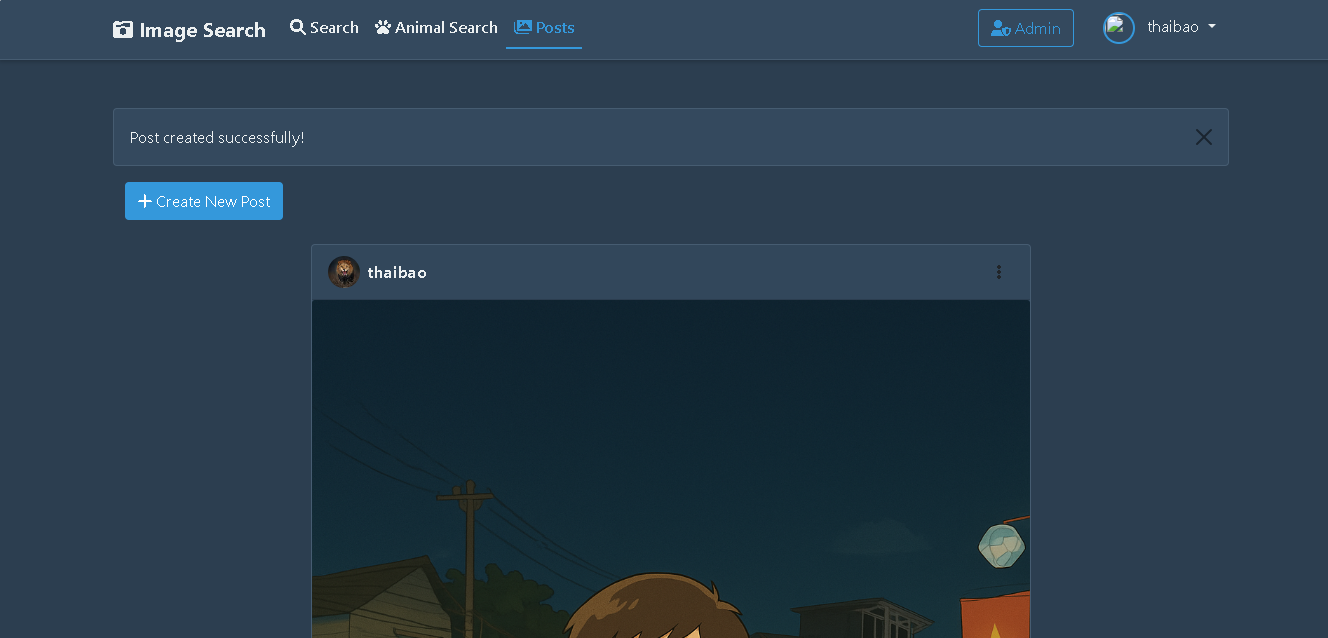 Image Search Search Animal Search Posts Admin thaibao
Post created successfully!
Create New Post
thaibao